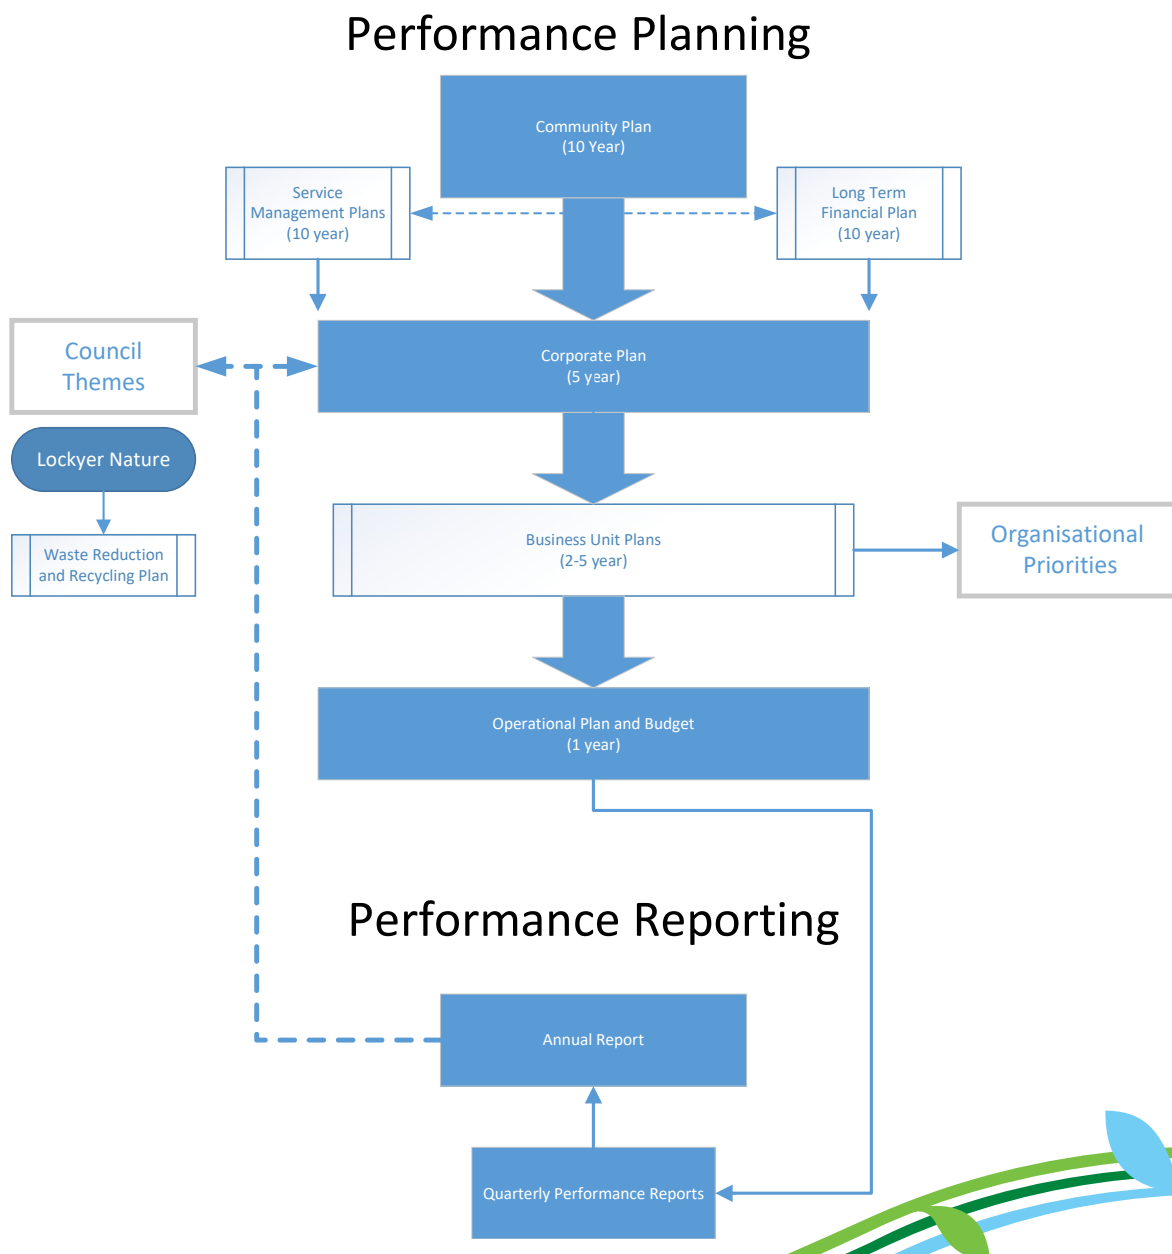 Performance Planning
Community Plan
(10 Year)
Service
Management Plans
(10 year)
Long Term
Financial Plan
(10 year)
Council
Themes
Corporate Plan
(5 year)
Lockyer Nature
Waste Reduction
and Recycling Plan
Business Unit Plans
(2-5 year)
Organisational
Priorities
Operational Plan and Budget
(1 year)
Performance Reporting
Annual Report
Quarterly Performance Reports